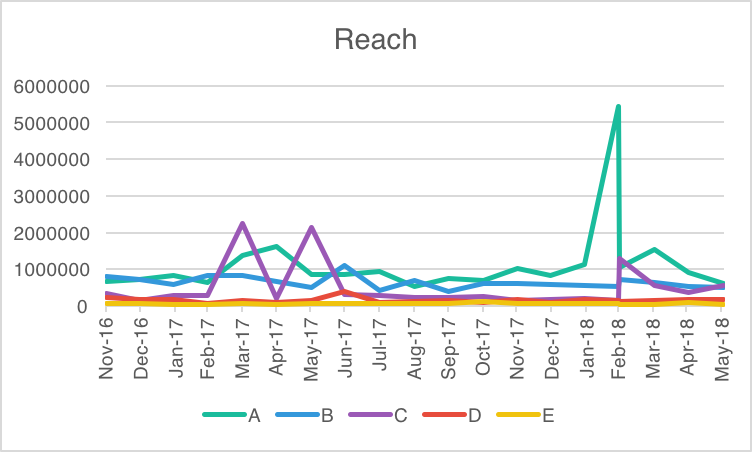 Reach
6000000
5000000
4000000
3000000
2000000
1000000
0
Nov-16 Dec-16 Jan-17 Feb-17 Mar-17 Apr-17 May-17 Jun-17 Jul-17 Aug-17 Sep-17 Oct-17 Nov-17 Dec-17 Jan-18 Feb-18 Mar-18 Apr-18 May-18
A B C D E